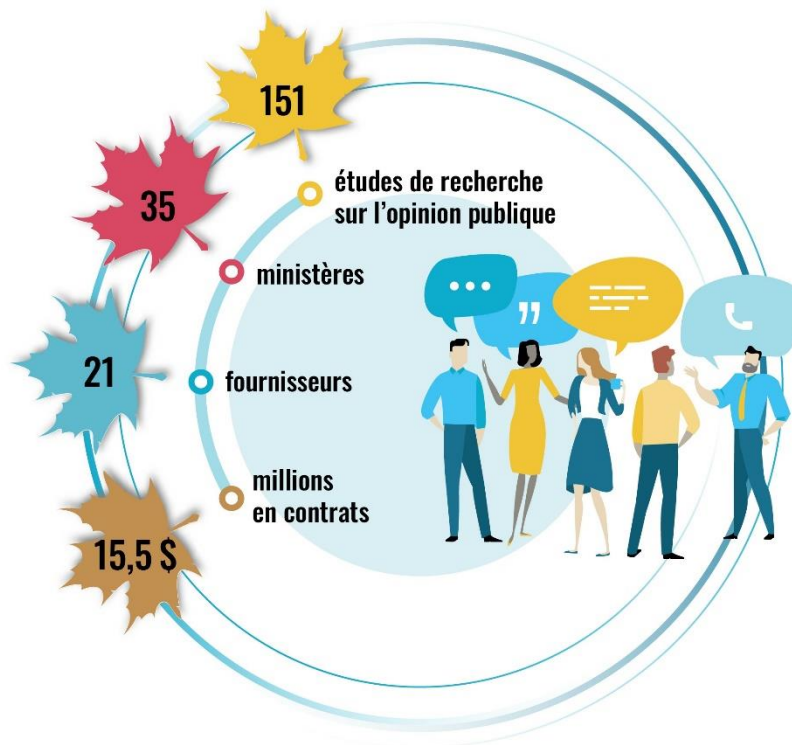 151
études de recherche
sur l’opinion publique
35
ministères
21
fournisseurs
15,5 $
millions
en contrats